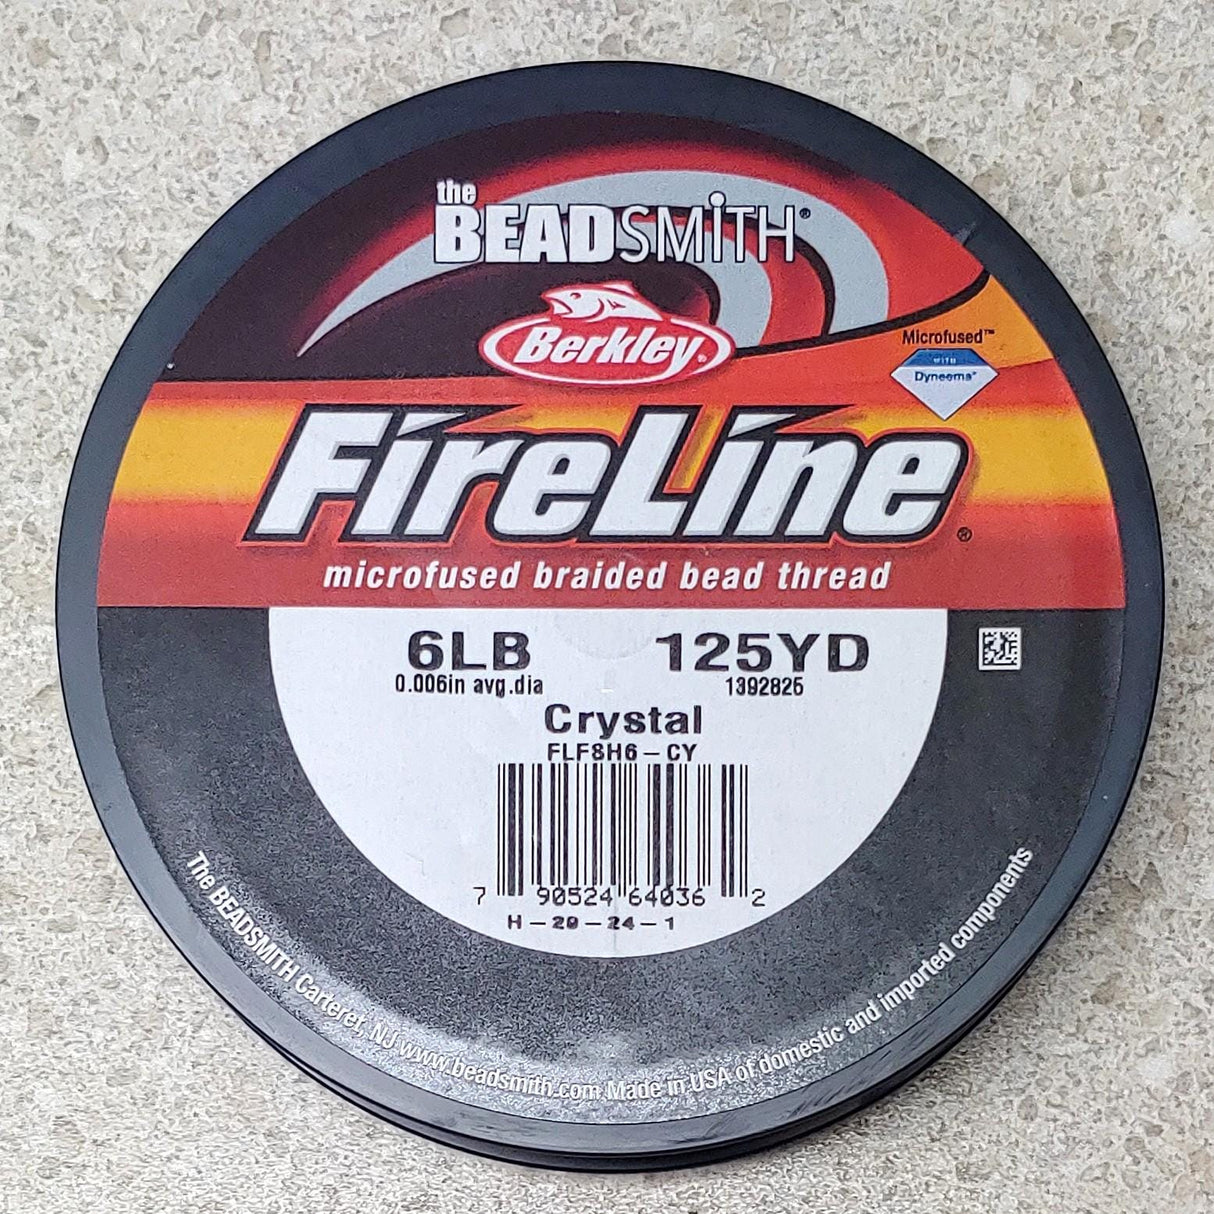 the
BEADSMiTH®
Berkley®
Microfused™
WITH
Dyneema®
FireLine®
microfused braided bead thread
6LB 125YD
0.006in avg.dia 1392825
Crystal
FLF8H6-CY
7 90524 64036 2
H-29-24-1
The BEADSMITH Carteret, NJ www.beadsmith.com Made in USA of domestic and imported components